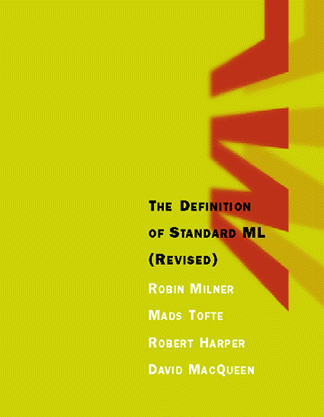 THE DEFINITION
OF STANDARD ML
(REVISED)
ROBIN MILNER
MADS TOFTE
ROBERT HARPER
DAVID MACQUEEN